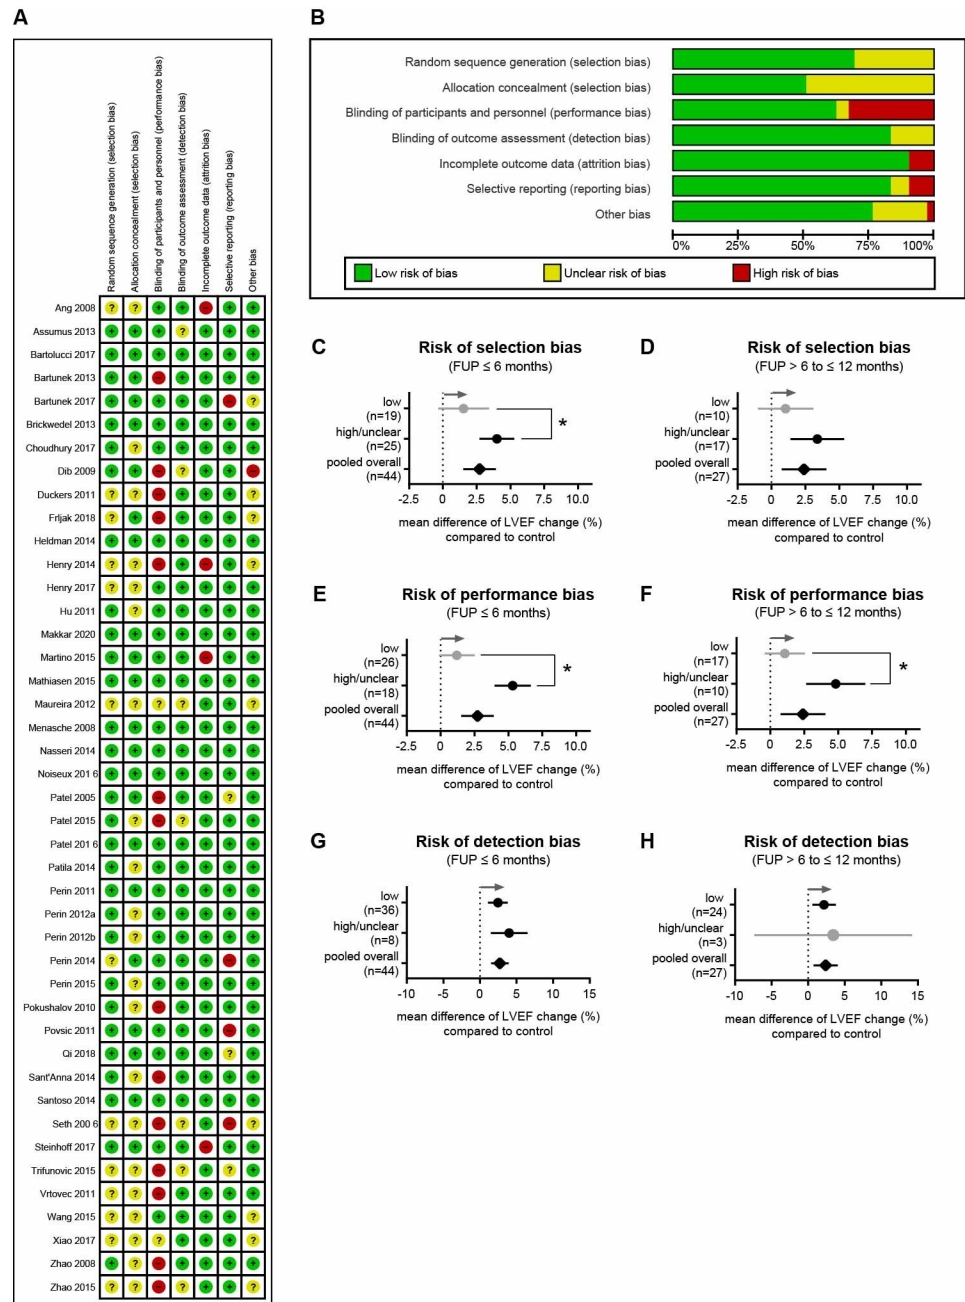 A
Random sequence generation (selection bias)
Allocation concealment (selection bias)
Blinding of participants and personnel (performance bias)
Blinding of outcome assessment (detection bias)
Incomplete outcome data (attrition bias)
Selective reporting (reporting bias)
Other bias
Ang 2008 ? ? + + - + +
Assumus 2013 + + + ? + + +
Bartolucci 2017 + + + + + + +
Bartunek 2013 + + - + + + +
Bartunek 2017 + + + + + - ?
Brickwedel 2013 + + + + + + +
Choudhury 2017 + ? + + + + +
Dib 2009 + + - ? + + -
Duckers 2011 ? ? - + + + ?
Frljak 2018 ? + - + + + ?
Heldman 2014 + + + + + + +
Henry 2014 ? ? - + - + ?
Henry 2017 ? ? + + + + +
Hu 2011 + ? + + + + +
Makkar 2020 + + + + + + +
Martino 2015 + + + + - + +
Mathiasen 2015 + + + + + + +
Maureira 2012 ? ? ? ? + + ?
Menasche 2008 + + + + + + +
Nasseri 2014 + + + + + + +
Noiseux 201 6 + + + + + + +
Patel 2005 + + - + + ? +
Patel 2015 + ? - ? + + +
Patel 201 6 + + + + + + +
Patila 2014 + ? + + + + +
Perin 2011 + + + + + + +
Perin 2012a + ? + + + + +
Perin 2012b + ? + + + + +
Perin 2014 ? + + + + - +
Perin 2015 + ? + + + + +
Pokushalov 2010 + ? - + + + +
Povsic 2011 + + + + + - +
Qi 2018 + + + + + ? +
Sant'Anna 2014 + ? - + + + +
Santoso 2014 + + + + + + +
Seth 200 6 ? ? - ? + - ?
Steinhoff 2017 + + + + - + +
Trifunovic 2015 ? ? - ? + ? +
Vrtovec 2011 ? ? - + + + +
Wang 2015 ? ? + + + + ?
Xiao 2017 ? ? ? + + + ?
Zhao 2008 + ? - + + + +
Zhao 2015 ? ? - ? + + ?
B
Random sequence generation (selection bias)
Allocation concealment (selection bias)
Blinding of participants and personnel (performance bias)
Blinding of outcome assessment (detection bias)
Incomplete outcome data (attrition bias)
Selective reporting (reporting bias)
Other bias
0% 25% 50% 75% 100%
Low risk of bias Unclear risk of bias High risk of bias
C
Risk of selection bias
(FUP ≤ 6 months)
low
(n=19)
high/unclear
(n=25)
pooled overall
(n=44)
*
-2.5 0 2.5 5.0 7.5 10.0
mean difference of LVEF change (%)
compared to control
D
Risk of selection bias
(FUP > 6 to ≤ 12 months)
low
(n=10)
high/unclear
(n=17)
pooled overall
(n=27)
-2.5 0 2.5 5.0 7.5 10.0
mean difference of LVEF change (%)
compared to control
E
Risk of performance bias
(FUP ≤ 6 months)
low
(n=26)
high/unclear
(n=18)
pooled overall
(n=44)
*
-2.5 0 2.5 5.0 7.5 10.0
mean difference of LVEF change (%)
compared to control
F
Risk of performance bias
(FUP > 6 to ≤ 12 months)
low
(n=17)
high/unclear
(n=10)
pooled overall
(n=27)
*
-2.5 0 2.5 5.0 7.5 10.0
mean difference of LVEF change (%)
compared to control
G
Risk of detection bias
(FUP ≤ 6 months)
low
(n=36)
high/unclear
(n=8)
pooled overall
(n=44)
-10 -5 0 5 10 15
mean difference of LVEF change (%)
compared to control
H
Risk of detection bias
(FUP > 6 to ≤ 12 months)
low
(n=24)
high/unclear
(n=3)
pooled overall
(n=27)
-10 -5 0 5 10 15
mean difference of LVEF change (%)
compared to control